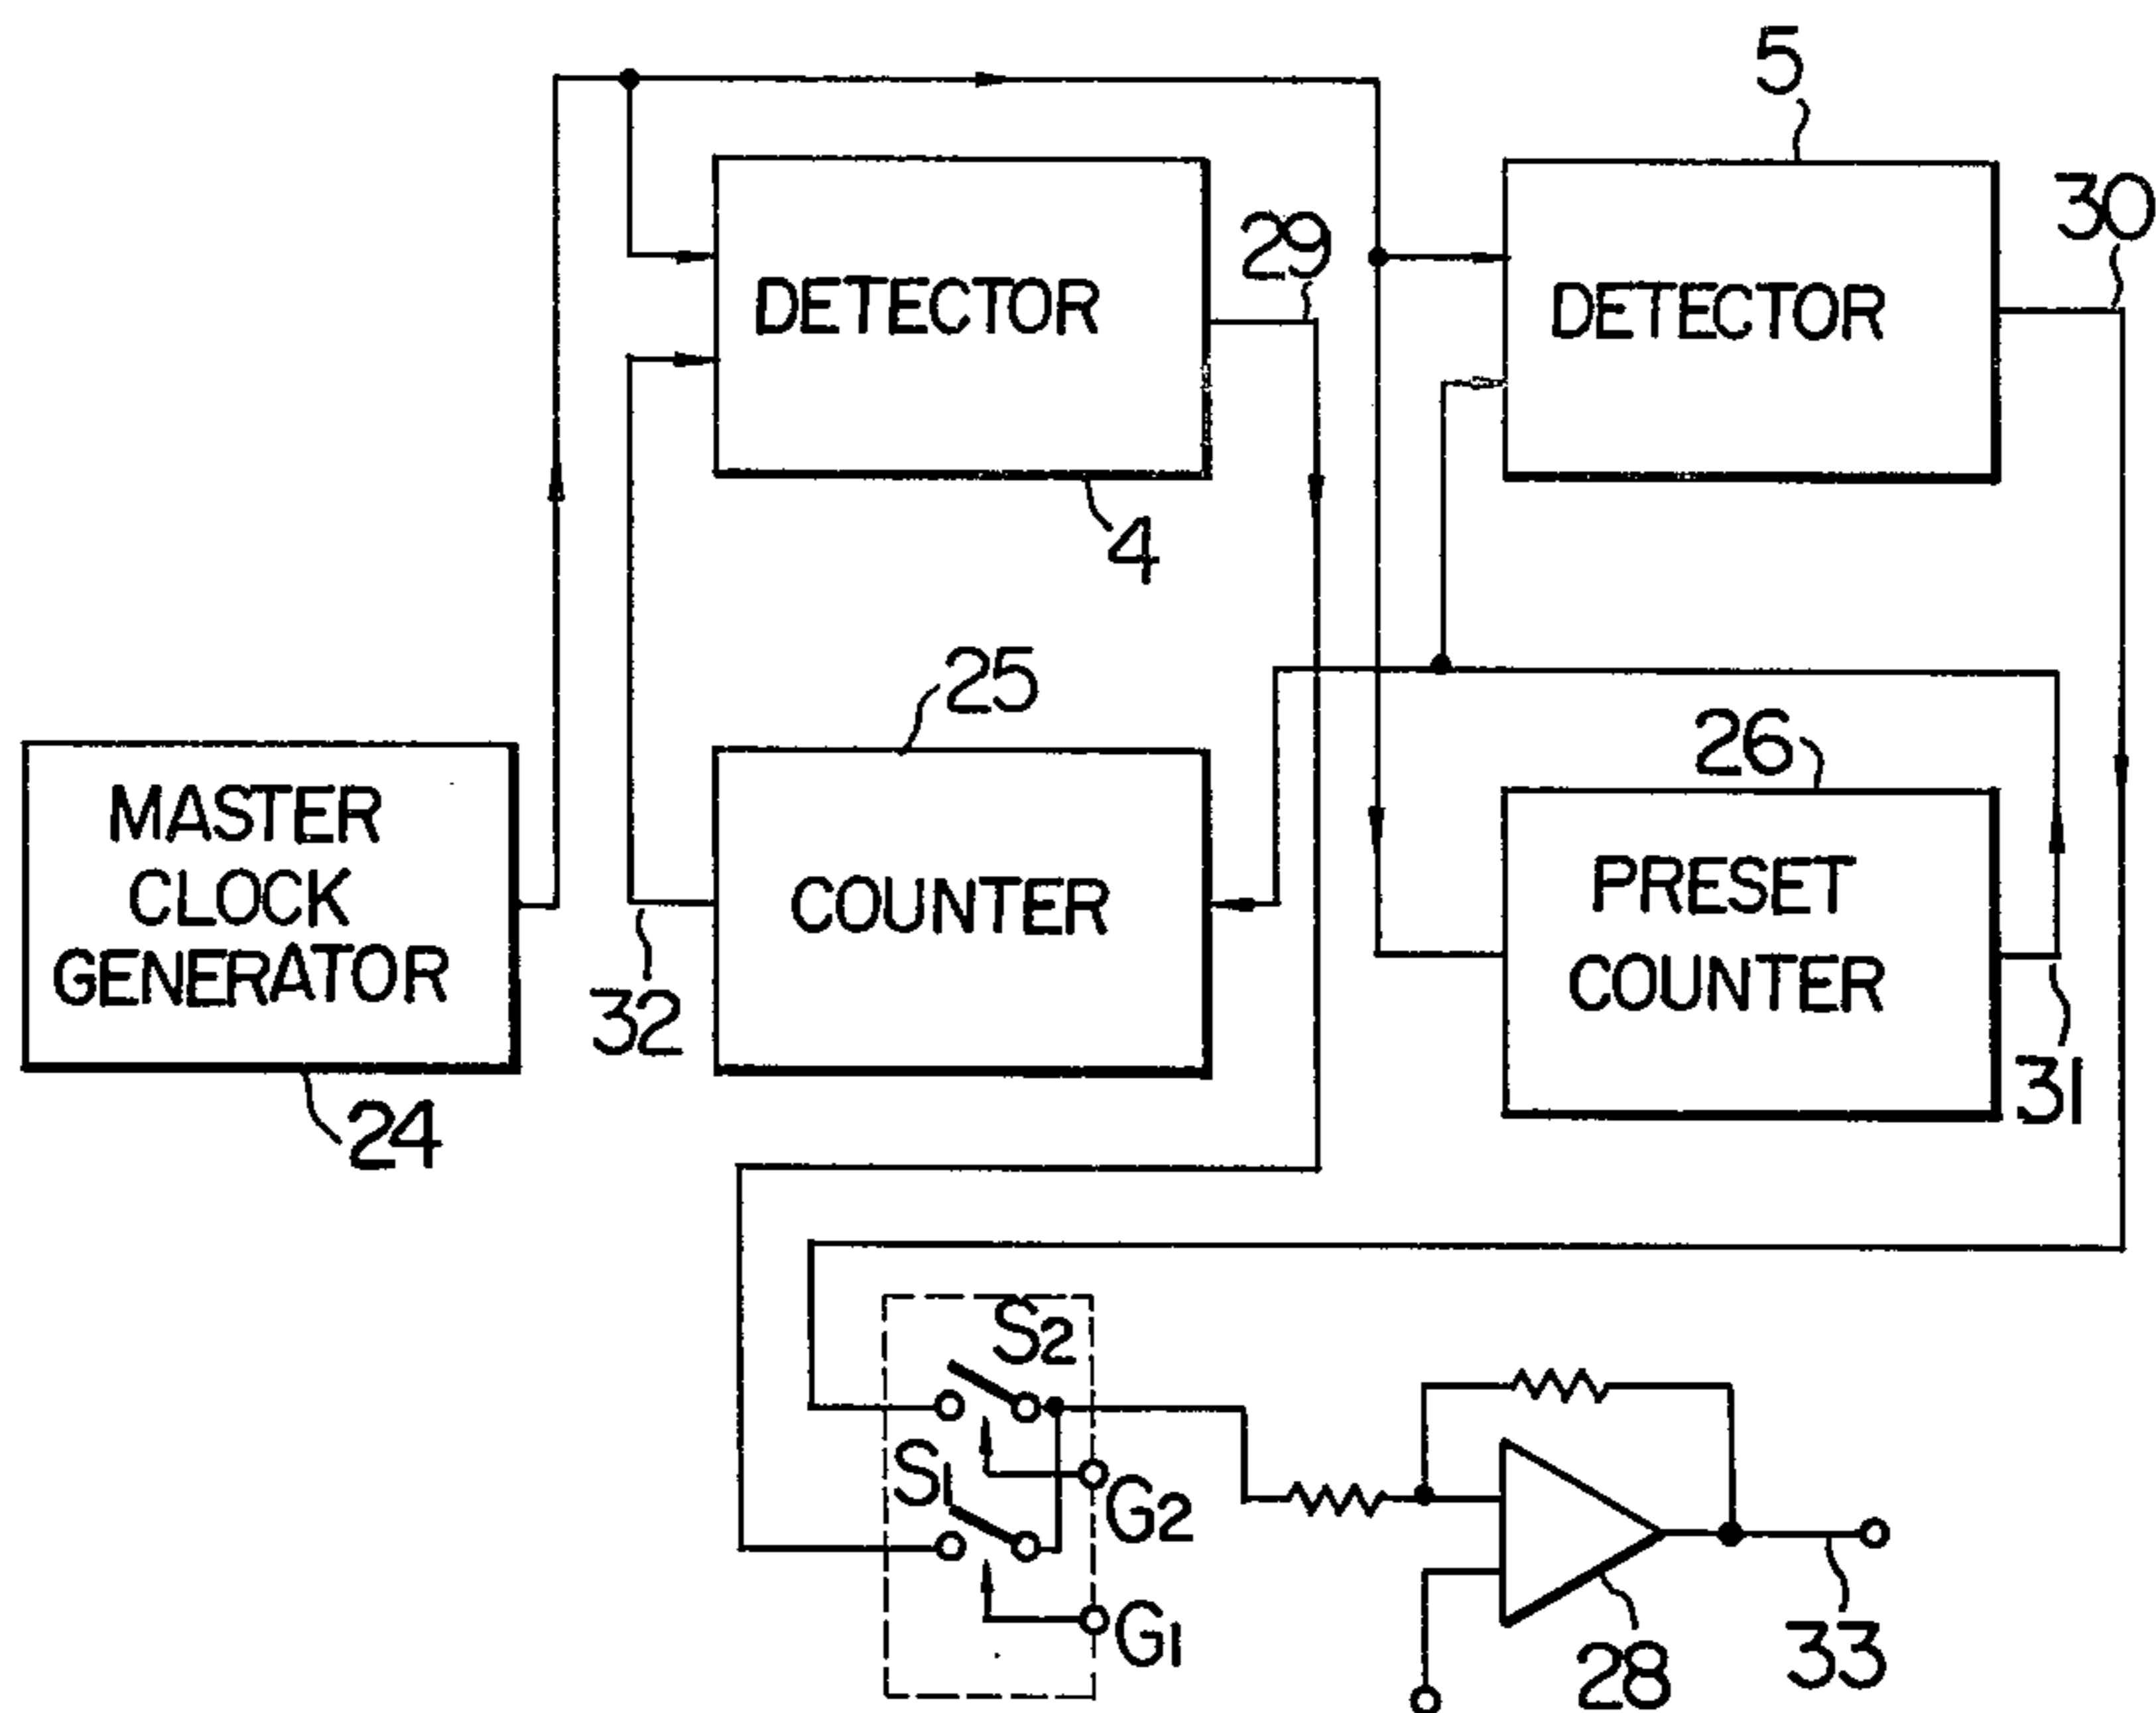 5
30
29
DETECTOR
DETECTOR
4
25
26
MASTER
CLOCK
GENERATOR
COUNTER
PRESET
COUNTER
32
31
24
S2
S1
G2
G1
28
33